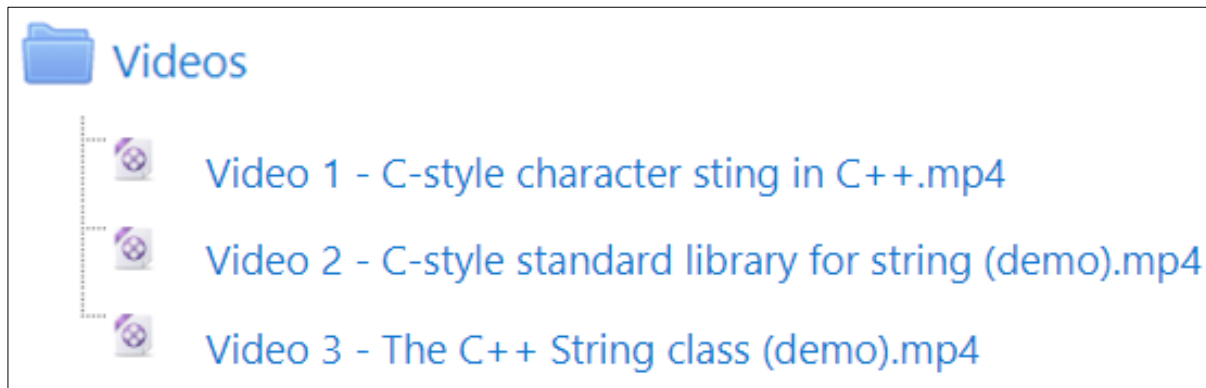 Videos
Video 1 - C-style character sting in C++.mp4
Video 2 - C-style standard library for string (demo).mp4
Video 3 - The C++ String class (demo).mp4